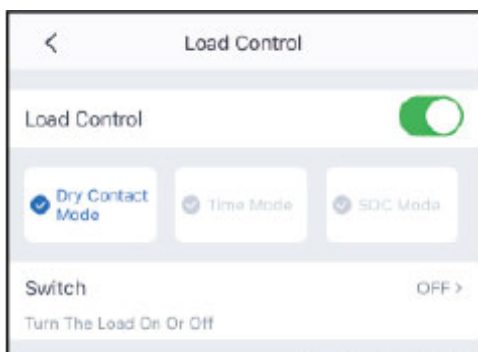 Load Control
Load Control
Dry Contact
Mode
Time Mode
SOC Mode
Switch
OFF >
Turn The Load On Or Off